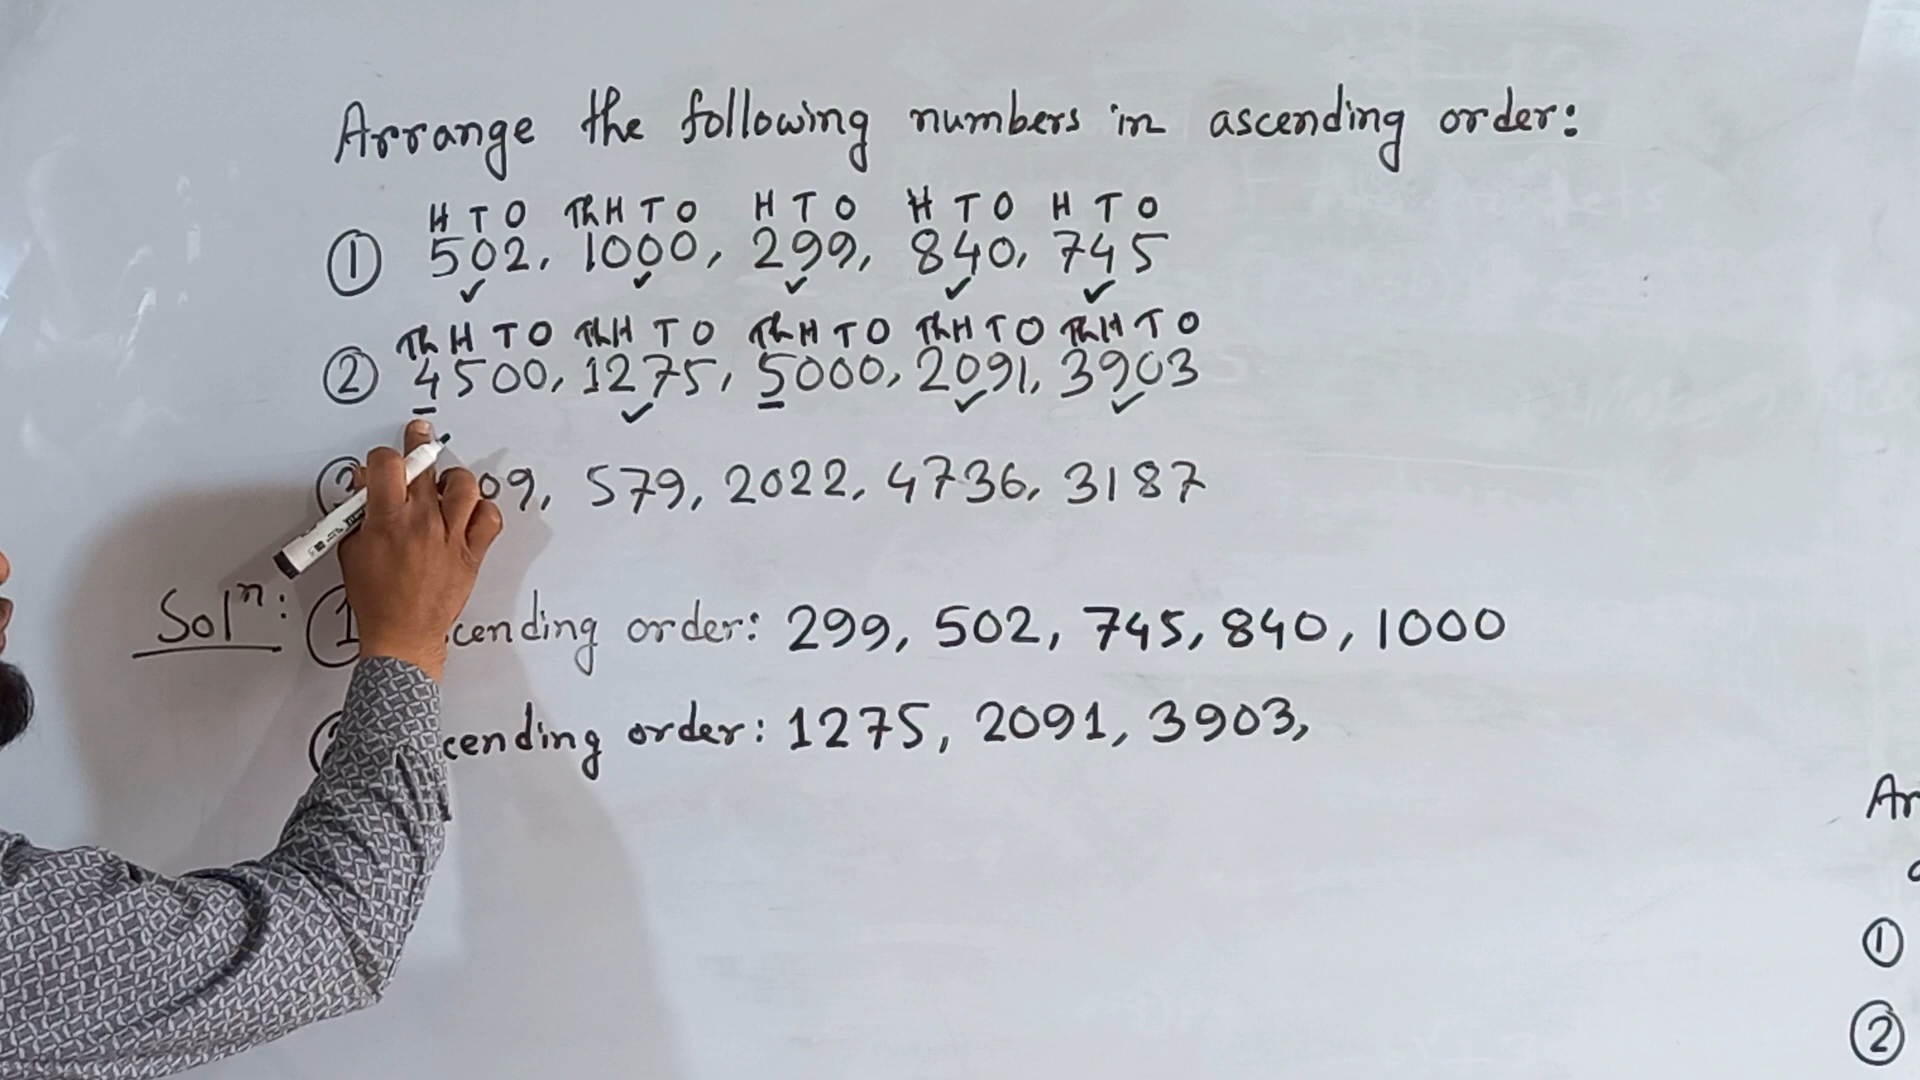 Arrange the following numbers in ascending order:
H T O Th H T O H T O H T O H T O
① 502, 1000, 299, 840, 745
✓ ✓ ✓ ✓ ✓
Th H T O Th H T O Th H T O Th H T O Th H T O
② 4500, 1275, 5000, 2091, 3903
✓ ✓ ✓
09, 579, 2022, 4736, 3187
Solⁿ: ① cending order: 299, 502, 745, 840, 1000
cending order: 1275, 2091, 3903,
Ar
①
②